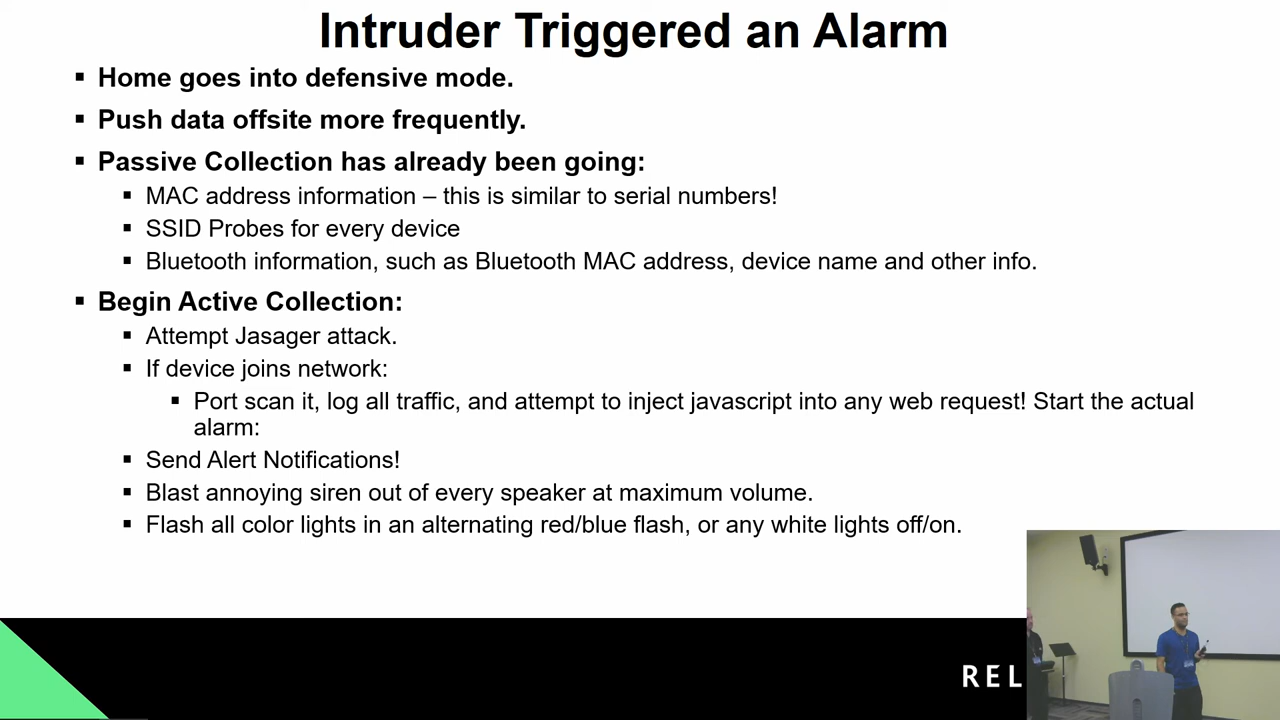 Intruder Triggered an Alarm
Home goes into defensive mode.
Push data offsite more frequently.
Passive Collection has already been going:
MAC address information – this is similar to serial numbers!
SSID Probes for every device
Bluetooth information, such as Bluetooth MAC address, device name and other info.
Begin Active Collection:
Attempt Jasager attack.
If device joins network:
Port scan it, log all traffic, and attempt to inject javascript into any web request! Start the actual
alarm:
Send Alert Notifications!
Blast annoying siren out of every speaker at maximum volume.
Flash all color lights in an alternating red/blue flash, or any white lights off/on.
REL